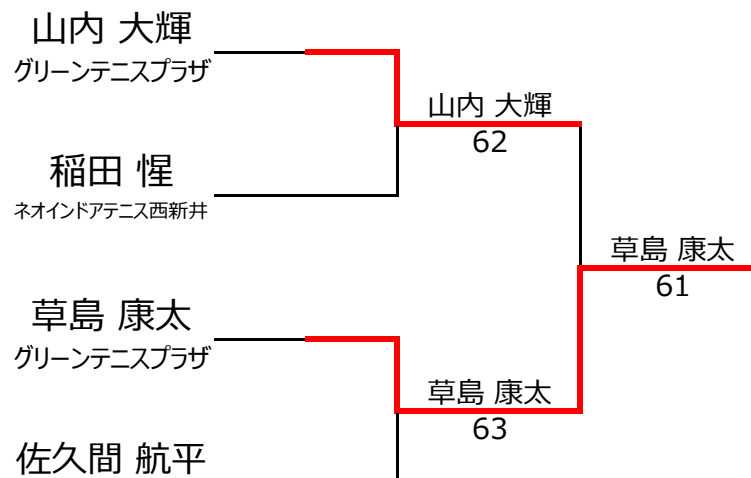 山内 大輝
グリーンテニスプラザ
山内 大輝
62
稲田 惺
ネオインドアテニス西新井
草島 康太
61
草島 康太
グリーンテニスプラザ
草島 康太
63
佐久間 航平